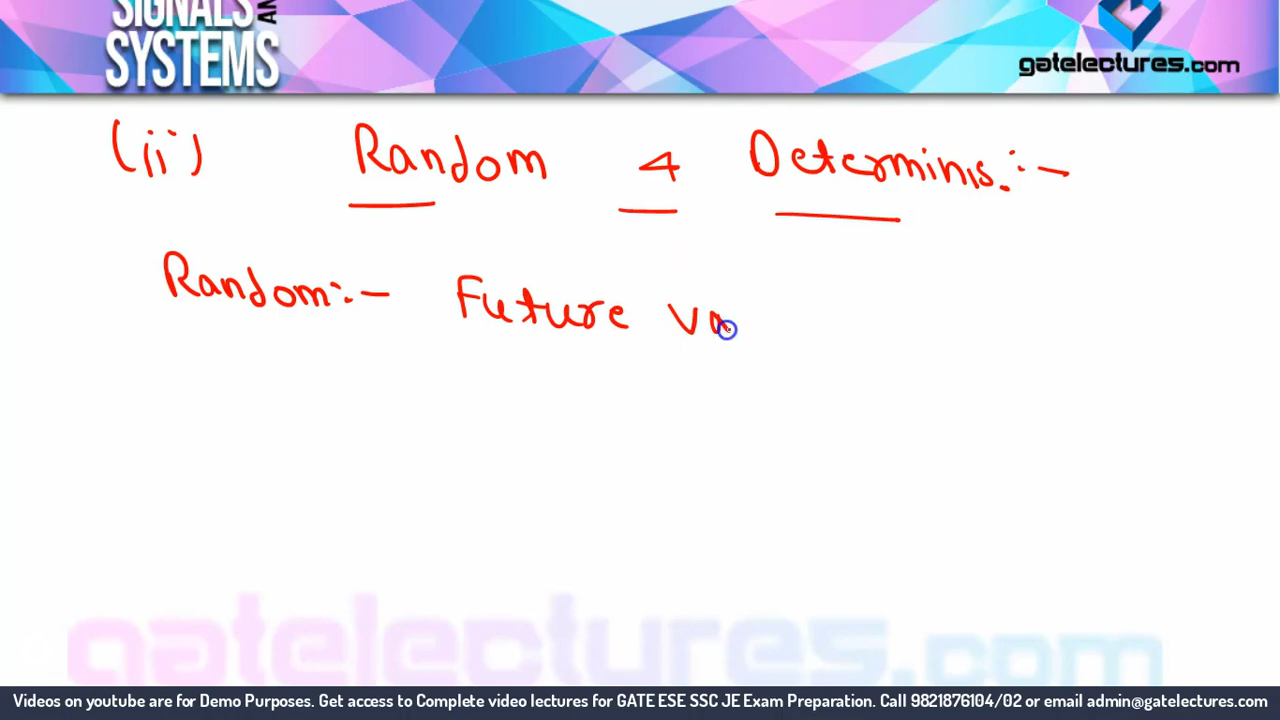 SIGNALS AND
SYSTEMS
gatelectures.com
(ii) Random & Determinis.:-
Random:- Future va
gatelectures.com
Videos on youtube are for Demo Purposes. Get access to Complete video lectures for GATE ESE SSC JE Exam Preparation. Call 9821876104/02 or email admin@gatelectures.com